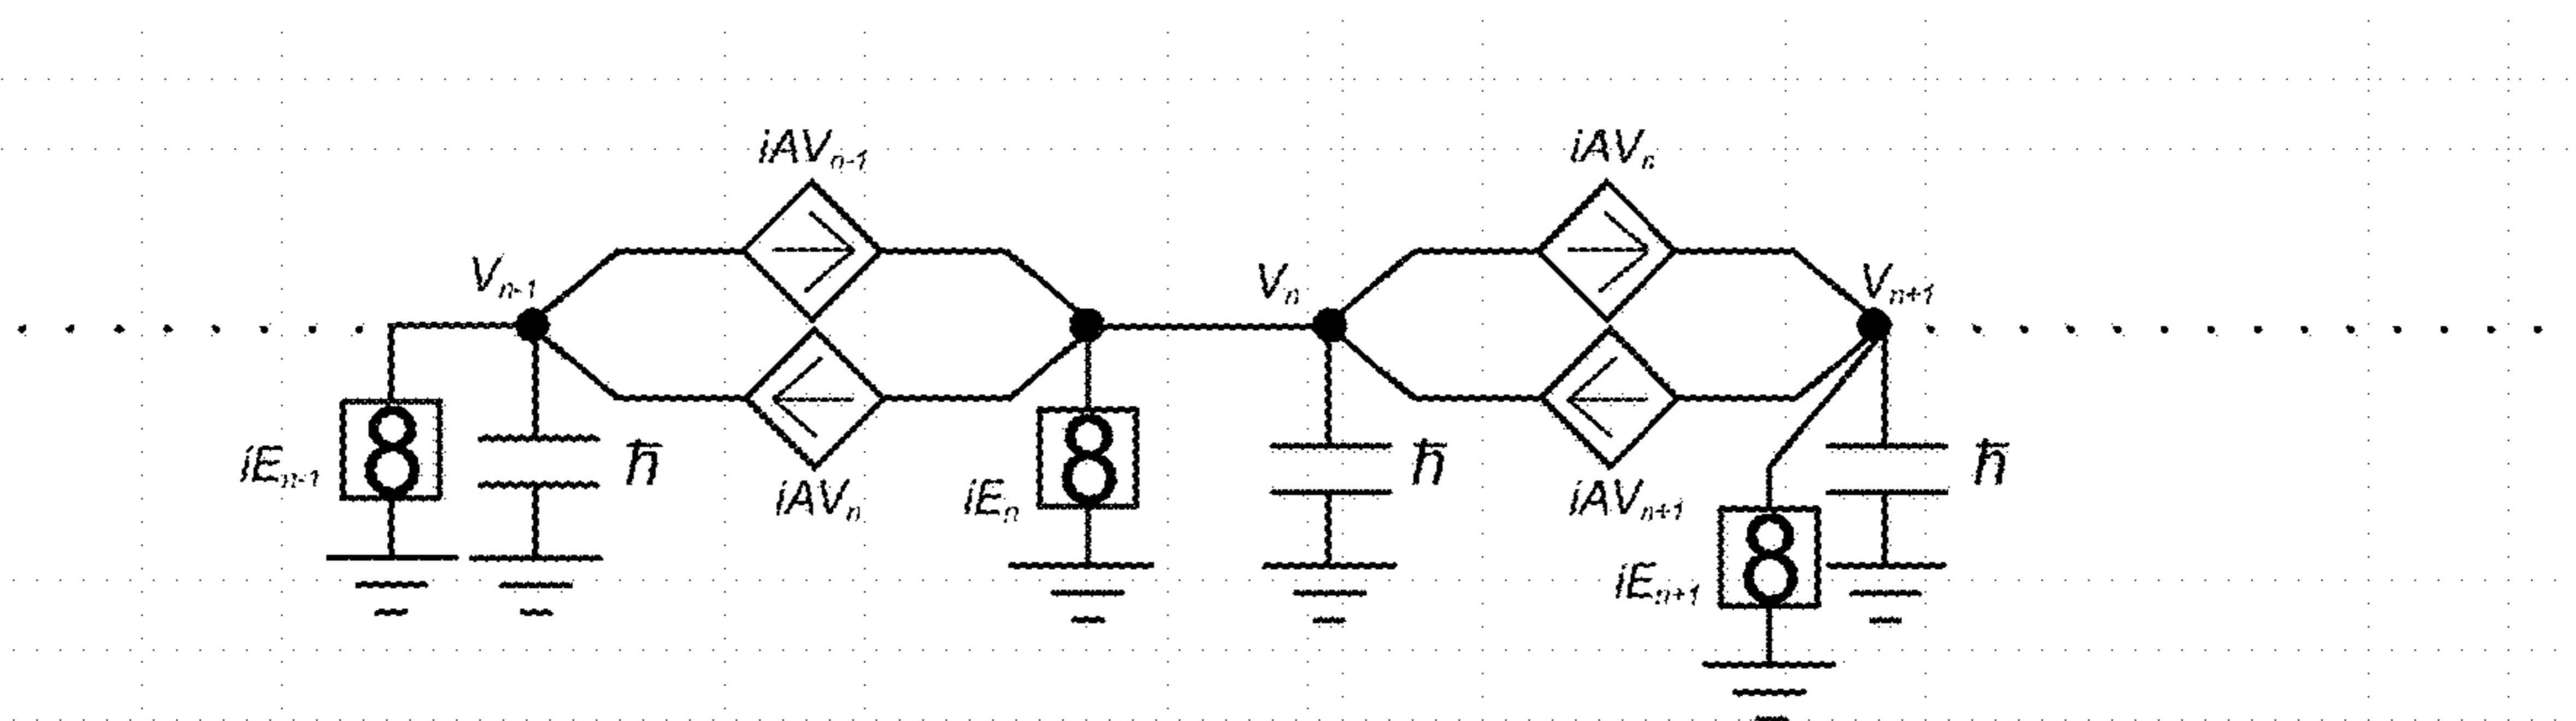 iAVn-1
iAVn
Vn-1
Vn
Vn+1
iEn-1
ħ
iAVn
iEn
ħ
iAVn+1
iEn+1
ħ